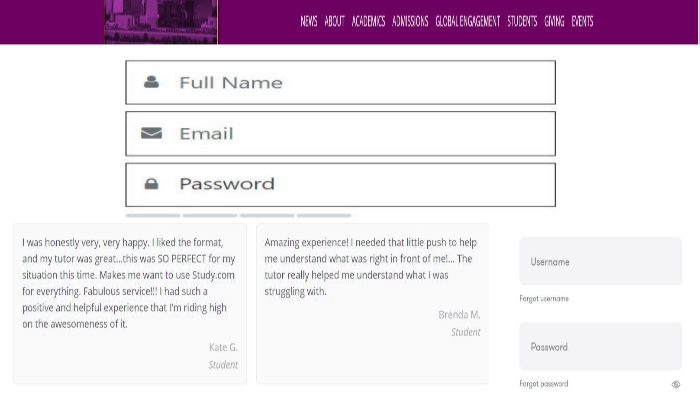 NEWS ABOUT ACADEMICS ADMISSIONS GLOBAL ENGAGEMENT STUDENTS GIVING EVENTS
Full Name
Email
Password
I was honestly very, very happy. I liked the format,
and my tutor was great...this was SO PERFECT for my
situation this time. Makes me want to use Study.com
for everything. Fabulous service!!! I had such a
positive and helpful experience that I'm riding high
on the awesomeness of it.
Kate G.
Student
Amazing experience! I needed that little push to help
me understand what was right in front of me!... The
tutor really helped me understand what I was
struggling with.
Brenda M.
Student
Username
Forgot username
Password
Forgot password